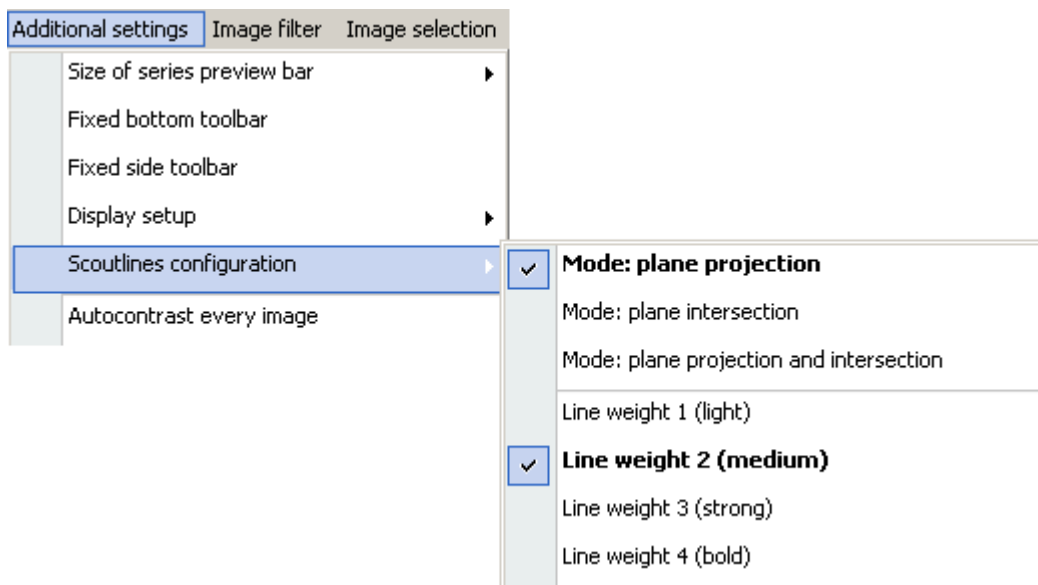 Additional settings Image filter Image selection
Size of series preview bar
Fixed bottom toolbar
Fixed side toolbar
Display setup
Scoutlines configuration
Autocontrast every image
Mode: plane projection
Mode: plane intersection
Mode: plane projection and intersection
Line weight 1 (light)
Line weight 2 (medium)
Line weight 3 (strong)
Line weight 4 (bold)